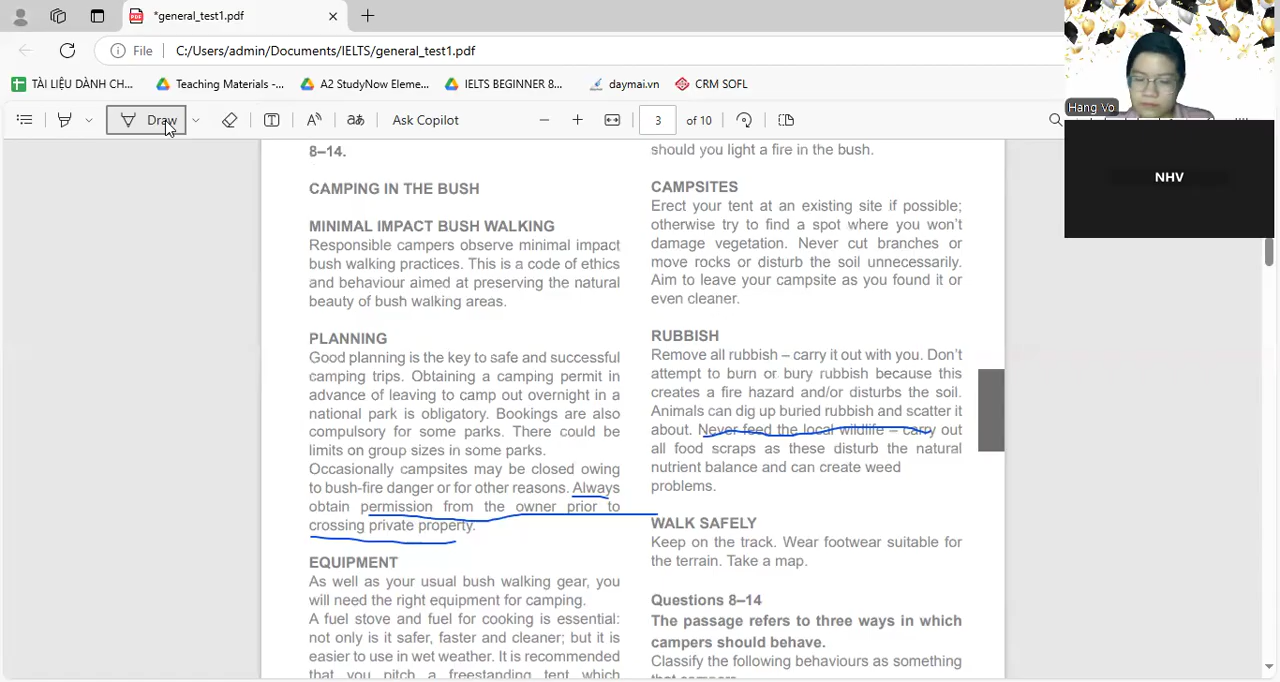 *general_test1.pdf
File C:/Users/admin/Documents/IELTS/general_test1.pdf
TÀI LIỆU DÀNH CH... Teaching Materials -... A2 StudyNow Eleme... IELTS BEGINNER 8... daymai.vn CRM SOFL
Draw aあ Ask Copilot 3 of 10
Hang Vo
NHV
8–14.
CAMPING IN THE BUSH
MINIMAL IMPACT BUSH WALKING
Responsible campers observe minimal impact
bush walking practices. This is a code of ethics
and behaviour aimed at preserving the natural
beauty of bush walking areas.
PLANNING
Good planning is the key to safe and successful
camping trips. Obtaining a camping permit in
advance of leaving to camp out overnight in a
national park is obligatory. Bookings are also
compulsory for some parks. There could be
limits on group sizes in some parks.
Occasionally campsites may be closed owing
to bush-fire danger or for other reasons. Always
obtain permission from the owner prior to
crossing private property.
EQUIPMENT
As well as your usual bush walking gear, you
will need the right equipment for camping.
A fuel stove and fuel for cooking is essential:
not only is it safer, faster and cleaner; but it is
easier to use in wet weather. It is recommended
that you pitch a freestanding tent which
should you light a fire in the bush.
CAMPSITES
Erect your tent at an existing site if possible;
otherwise try to find a spot where you won't
damage vegetation. Never cut branches or
move rocks or disturb the soil unnecessarily.
Aim to leave your campsite as you found it or
even cleaner.
RUBBISH
Remove all rubbish – carry it out with you. Don't
attempt to burn or bury rubbish because this
creates a fire hazard and/or disturbs the soil.
Animals can dig up buried rubbish and scatter it
about. Never feed the local wildlife – carry out
all food scraps as these disturb the natural
nutrient balance and can create weed
problems.
WALK SAFELY
Keep on the track. Wear footwear suitable for
the terrain. Take a map.
Questions 8–14
The passage refers to three ways in which
campers should behave.
Classify the following behaviours as something
that campers